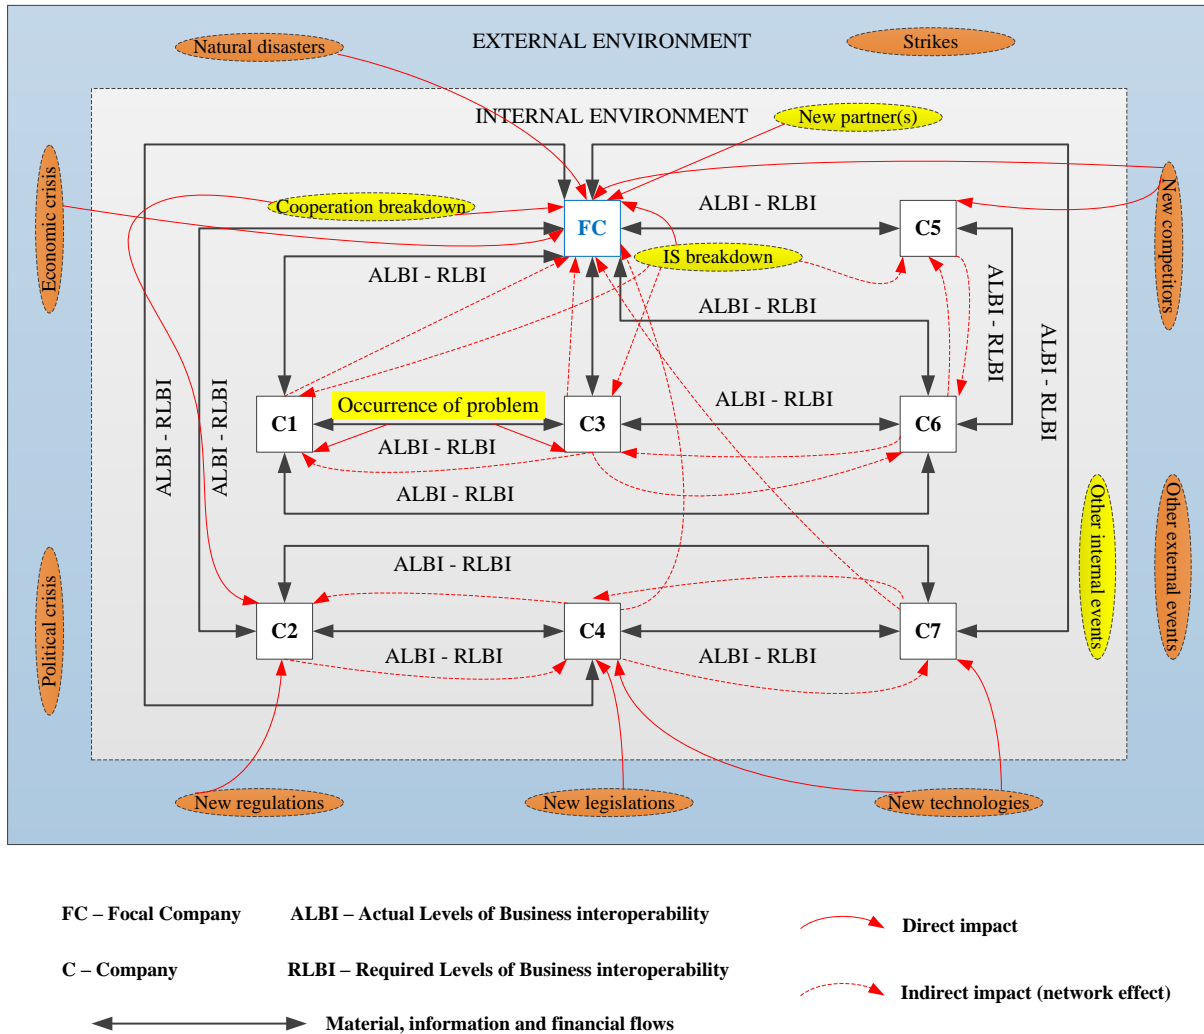 Natural disasters
EXTERNAL ENVIRONMENT
Strikes
INTERNAL ENVIRONMENT
New partner(s)
Economic crisis
Cooperation breakdown
FC
ALBI - RLBI
C5
New competitors
ALBI - RLBI
IS breakdown
ALBI - RLBI
ALBI - RLBI
ALBI - RLBI
ALBI - RLBI
ALBI - RLBI
Occurrence of problem
ALBI - RLBI
C1
C3
C6
ALBI - RLBI
ALBI - RLBI
Other internal events
Other external events
Political crisis
ALBI - RLBI
C2
C4
C7
ALBI - RLBI
ALBI - RLBI
New regulations
New legislations
New technologies
FC – Focal Company
ALBI – Actual Levels of Business interoperability
Direct impact
C – Company
RLBI – Required Levels of Business interoperability
Indirect impact (network effect)
Material, information and financial flows